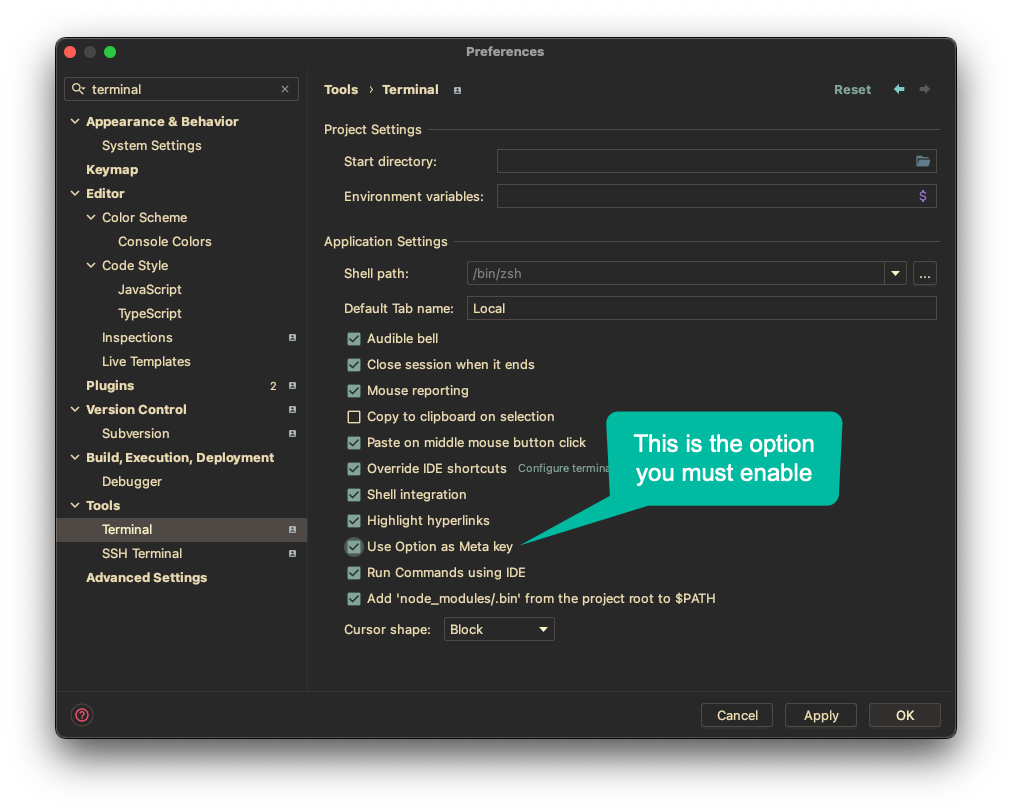 Preferences
terminal
Appearance & Behavior
System Settings
Keymap
Editor
Color Scheme
Console Colors
Code Style
JavaScript
TypeScript
Inspections
Live Templates
Plugins 2
Version Control
Subversion
Build, Execution, Deployment
Debugger
Tools
Terminal
SSH Terminal
Advanced Settings
Tools › Terminal
Reset
Project Settings
Start directory:
Environment variables: $
Application Settings
Shell path: /bin/zsh ...
Default Tab name: Local
Audible bell
Close session when it ends
Mouse reporting
Copy to clipboard on selection
Paste on middle mouse button click
Override IDE shortcuts Configure termina
Shell integration
Highlight hyperlinks
Use Option as Meta key
Run Commands using IDE
Add 'node_modules/.bin' from the project root to $PATH
Cursor shape: Block
This is the option
you must enable
?
Cancel
Apply
OK